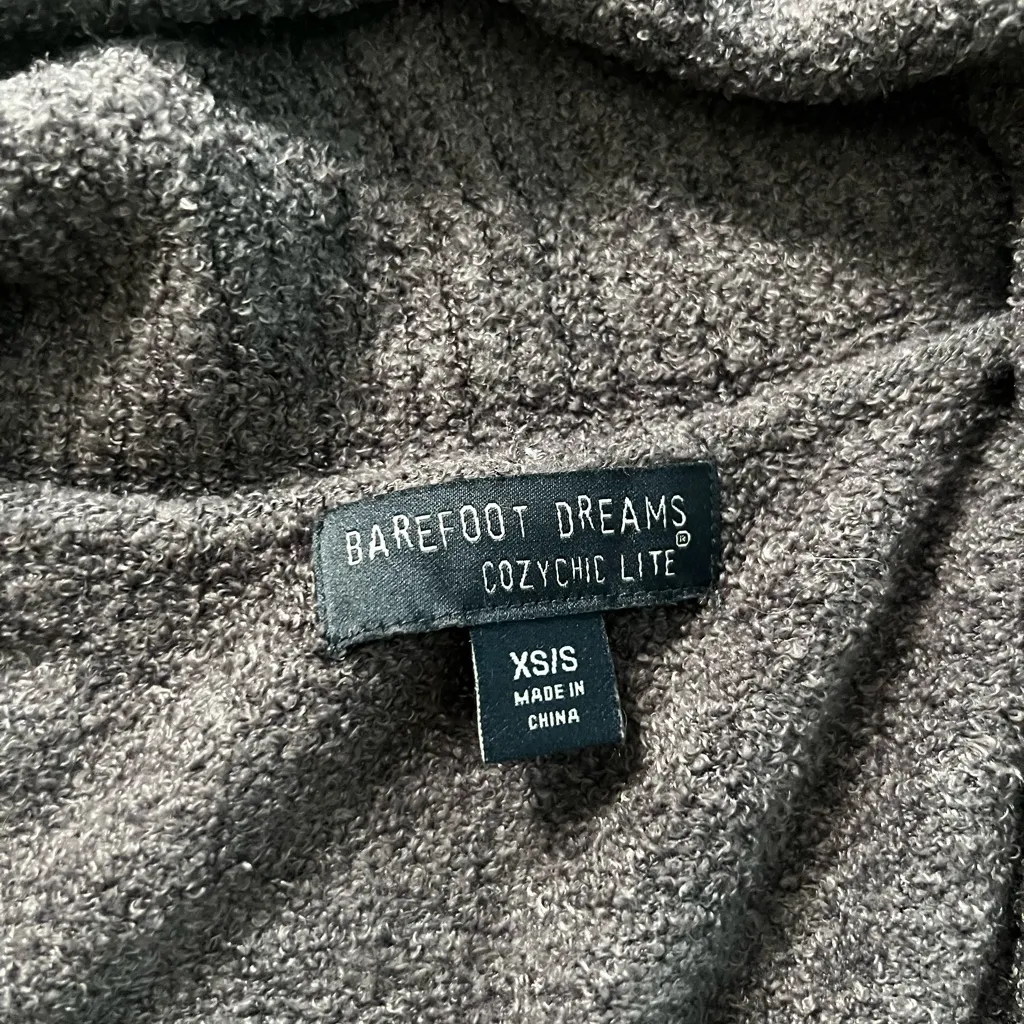 BAREFOOT DREAMS®
COZYCHIC LITE
XS/S
MADE IN
CHINA